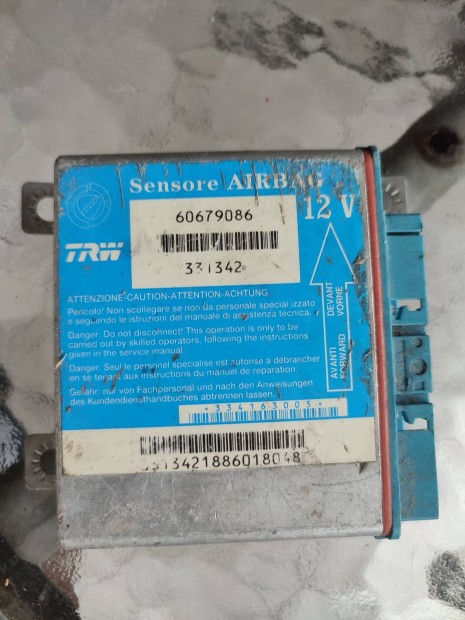 Sensore AIRBAG
60679086
12 V
TRW
331342
DEVANT
VORNE
AVANTI
FORWARD
ATTENZIONE-CAUTION-ATTENTION-ACHTUNG
Pericolo! Non scollegare se non da personale specializzato
e seguendo le istruzioni del manuale di assistenza tecnica.
Danger: Do not disconnect! This operation is only to be
carried out by skilled operators, following the instructions
given in the service manual.
Danger: Seul le personnel specialisé est autorisé à débrancher
en se tenant aux instructions du manuel de reparation.
Gefahr: nur von Fachpersonal und nach den Anweisungen
des Kundendiensthandbuches abtrennen lassen.
*334163005*
3313421886018048